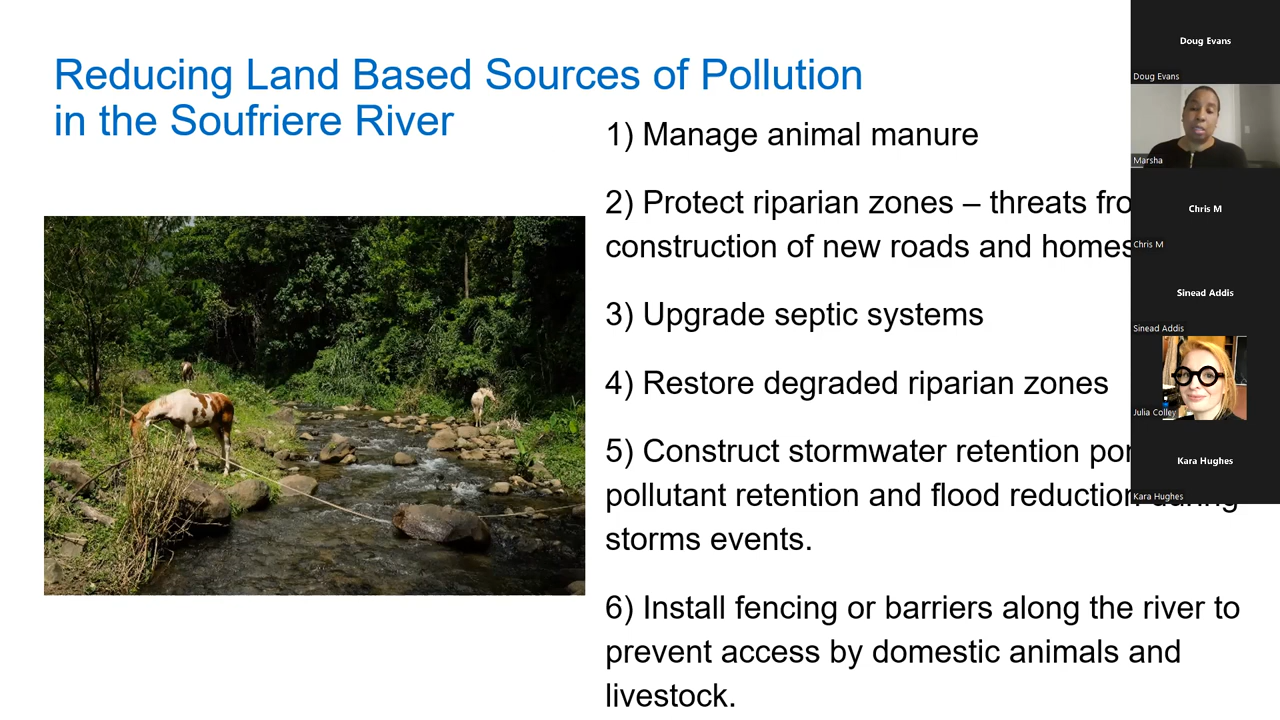 Reducing Land Based Sources of Pollution
in the Soufriere River
1) Manage animal manure
2) Protect riparian zones – threats
construction of new roads and homes
3) Upgrade septic systems
4) Restore degraded riparian zones
5) Construct stormwater retention
pollutant retention and flood reduction during
storms events.
6) Install fencing or barriers along the river to
prevent access by domestic animals and
livestock.
Doug Evans
Doug Evans
Marsha
Chris M
Chris M
Sinead Addis
Sinead Addis
Julia Colley
Kara Hughes
Kara Hughes